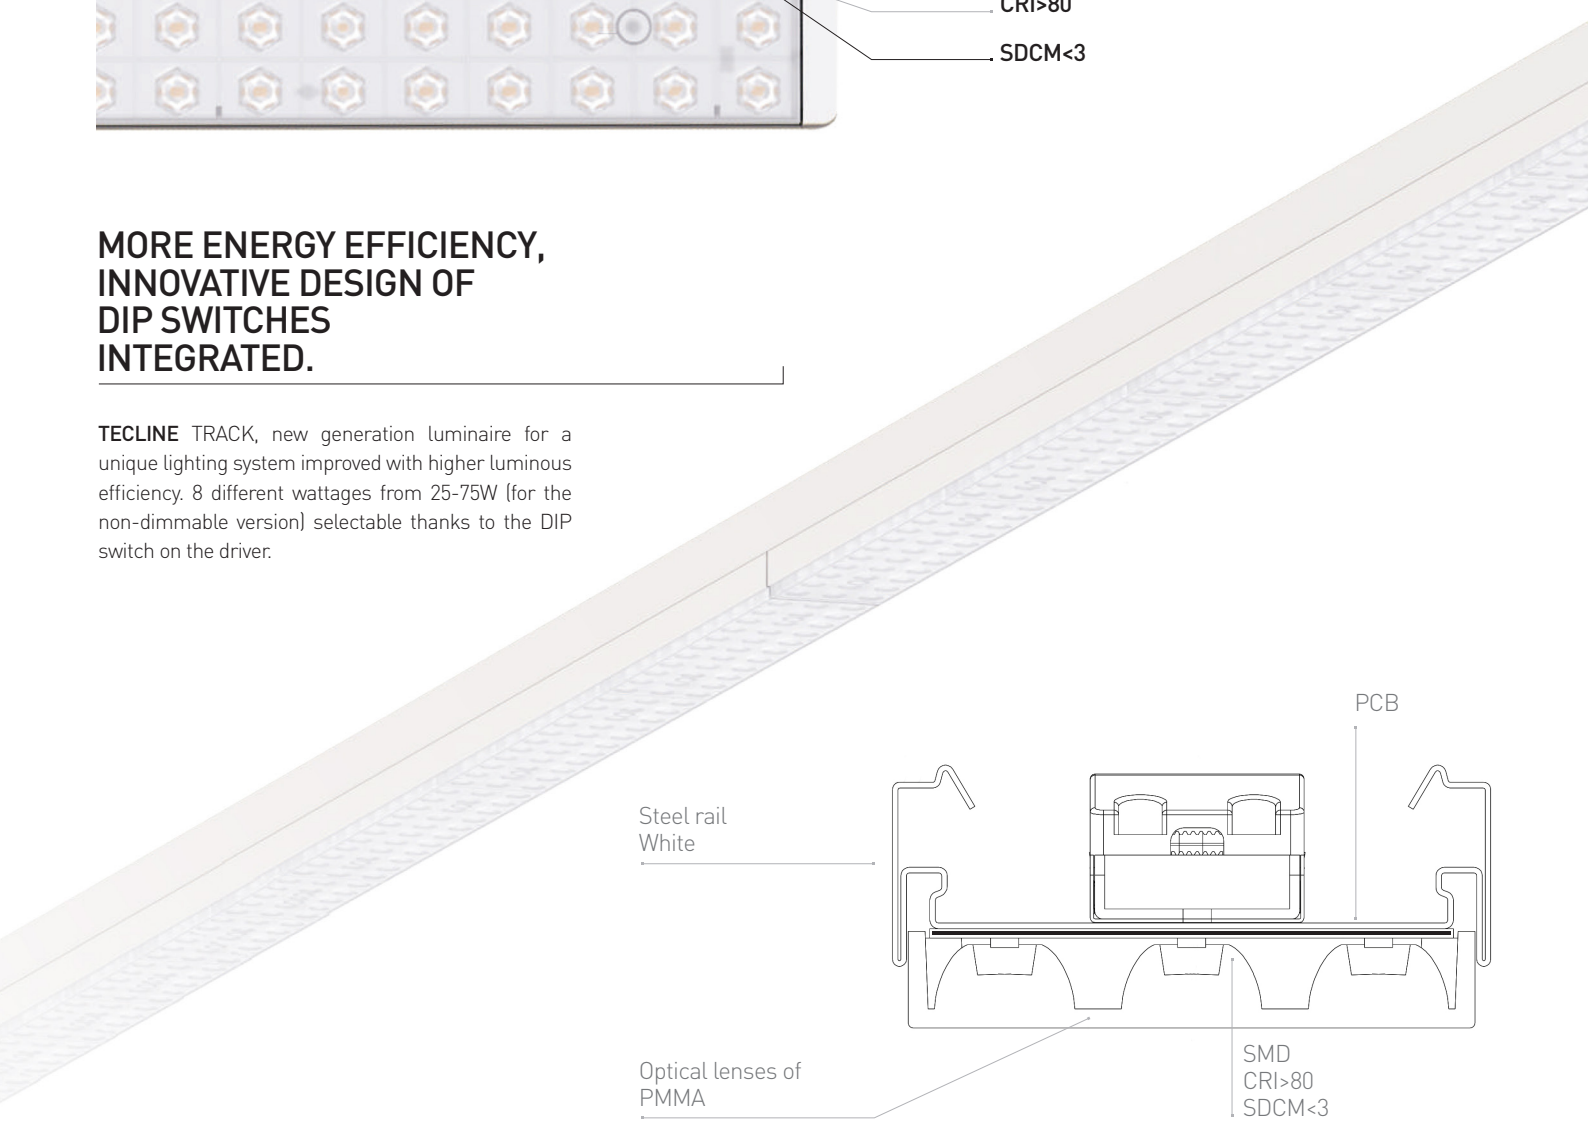 CRI>80
SDCM<3
MORE ENERGY EFFICIENCY,
INNOVATIVE DESIGN OF
DIP SWITCHES
INTEGRATED.
TECLINE TRACK, new generation luminaire for a
unique lighting system improved with higher luminous
efficiency. 8 different wattages from 25-75W (for the
non-dimmable version) selectable thanks to the DIP
switch on the driver.
PCB
Steel rail
White
Optical lenses of
PMMA
SMD
CRI>80
SDCM<3